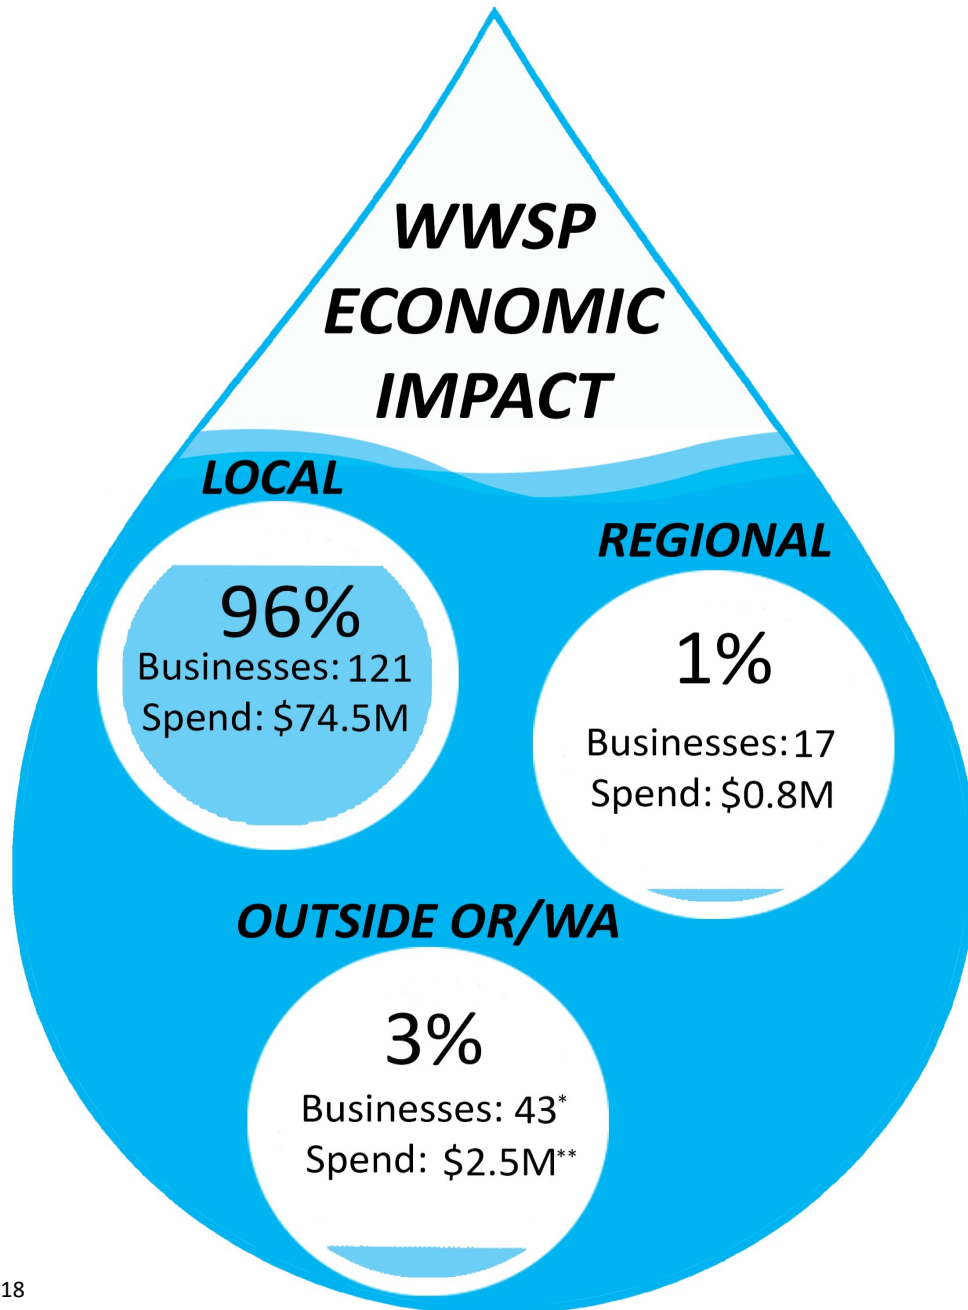 WWSP
ECONOMIC
IMPACT
LOCAL
96%
Businesses: 121
Spend: $74.5M
REGIONAL
1%
Businesses: 17
Spend: $0.8M
OUTSIDE OR/WA
3%
Businesses: 43*
Spend: $2.5M**
18